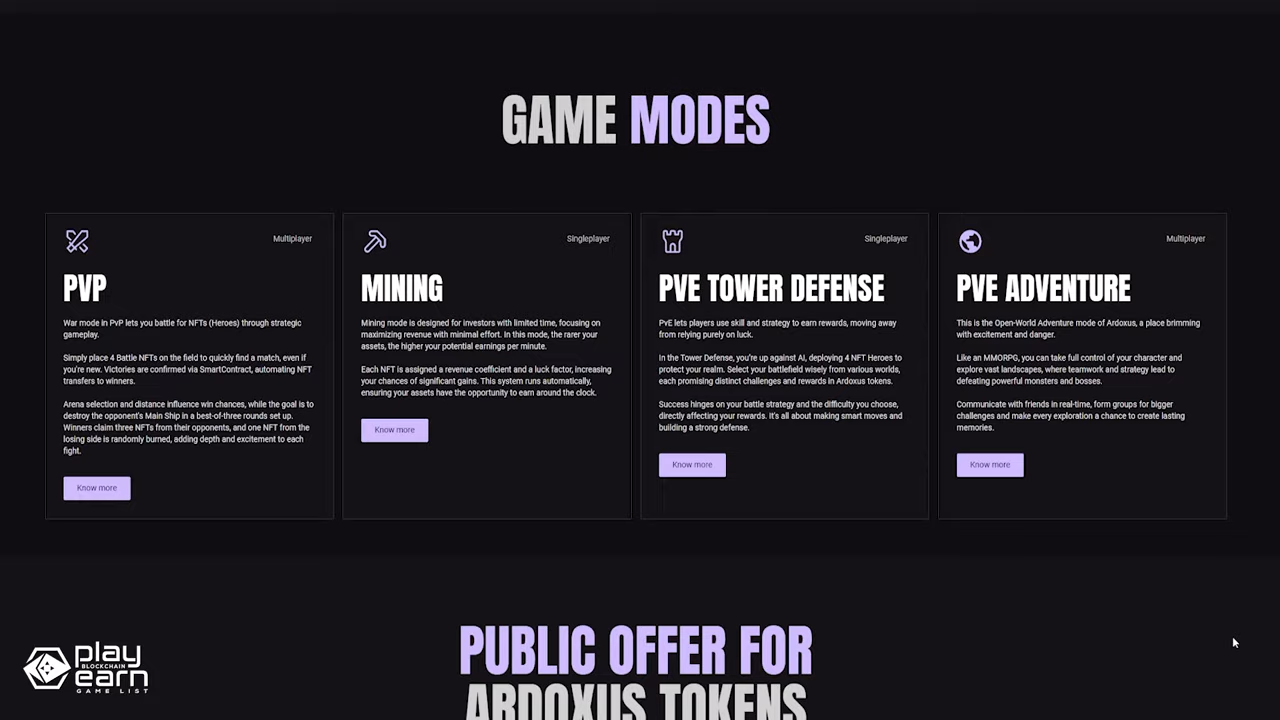 GAME MODES
Multiplayer
PVP
War mode in PvP lets you battle for NFTs (Heroes) through strategic
gameplay.
Simply place 4 Battle NFTs on the field to quickly find a match, even if
you're new. Victories are confirmed via SmartContract, automating NFT
transfers to winners.
Arena selection and distance influence win chances, while the goal is to
destroy the opponent's Main Ship in a best-of-three rounds set up.
Winners claim three NFTs from their opponents, and one NFT from the
losing side is randomly burned, adding depth and excitement to each
fight.
Know more
Singleplayer
MINING
Mining mode is designed for investors with limited time, focusing on
maximizing revenue with minimal effort. In this mode, the rarer your
assets, the higher your potential earnings per minute.
Each NFT is assigned a revenue coefficient and a luck factor, increasing
your chances of significant gains. This system runs automatically,
ensuring your assets have the opportunity to earn around the clock.
Know more
Singleplayer
PVE TOWER DEFENSE
PvE lets players use skill and strategy to earn rewards, moving away
from relying purely on luck.
In the Tower Defense, you're up against AI, deploying 4 NFT Heroes to
protect your realm. Select your battlefield wisely from various worlds,
each promising distinct challenges and rewards in Ardoxus tokens.
Success hinges on your battle strategy and the difficulty you choose,
directly affecting your rewards. It's all about making smart moves and
building a strong defense.
Know more
Multiplayer
PVE ADVENTURE
This is the Open-World Adventure mode of Ardoxus, a place brimming
with excitement and danger.
Like an MMORPG, you can take full control of your character and
explore vast landscapes, where teamwork and strategy lead to
defeating powerful monsters and bosses.
Communicate with friends in real-time, form groups for bigger
challenges and make every exploration a chance to create lasting
memories.
Know more
PUBLIC OFFER FOR
ARDOXUS TOKENS
play
BLOCKCHAIN
earn
GAME LIST